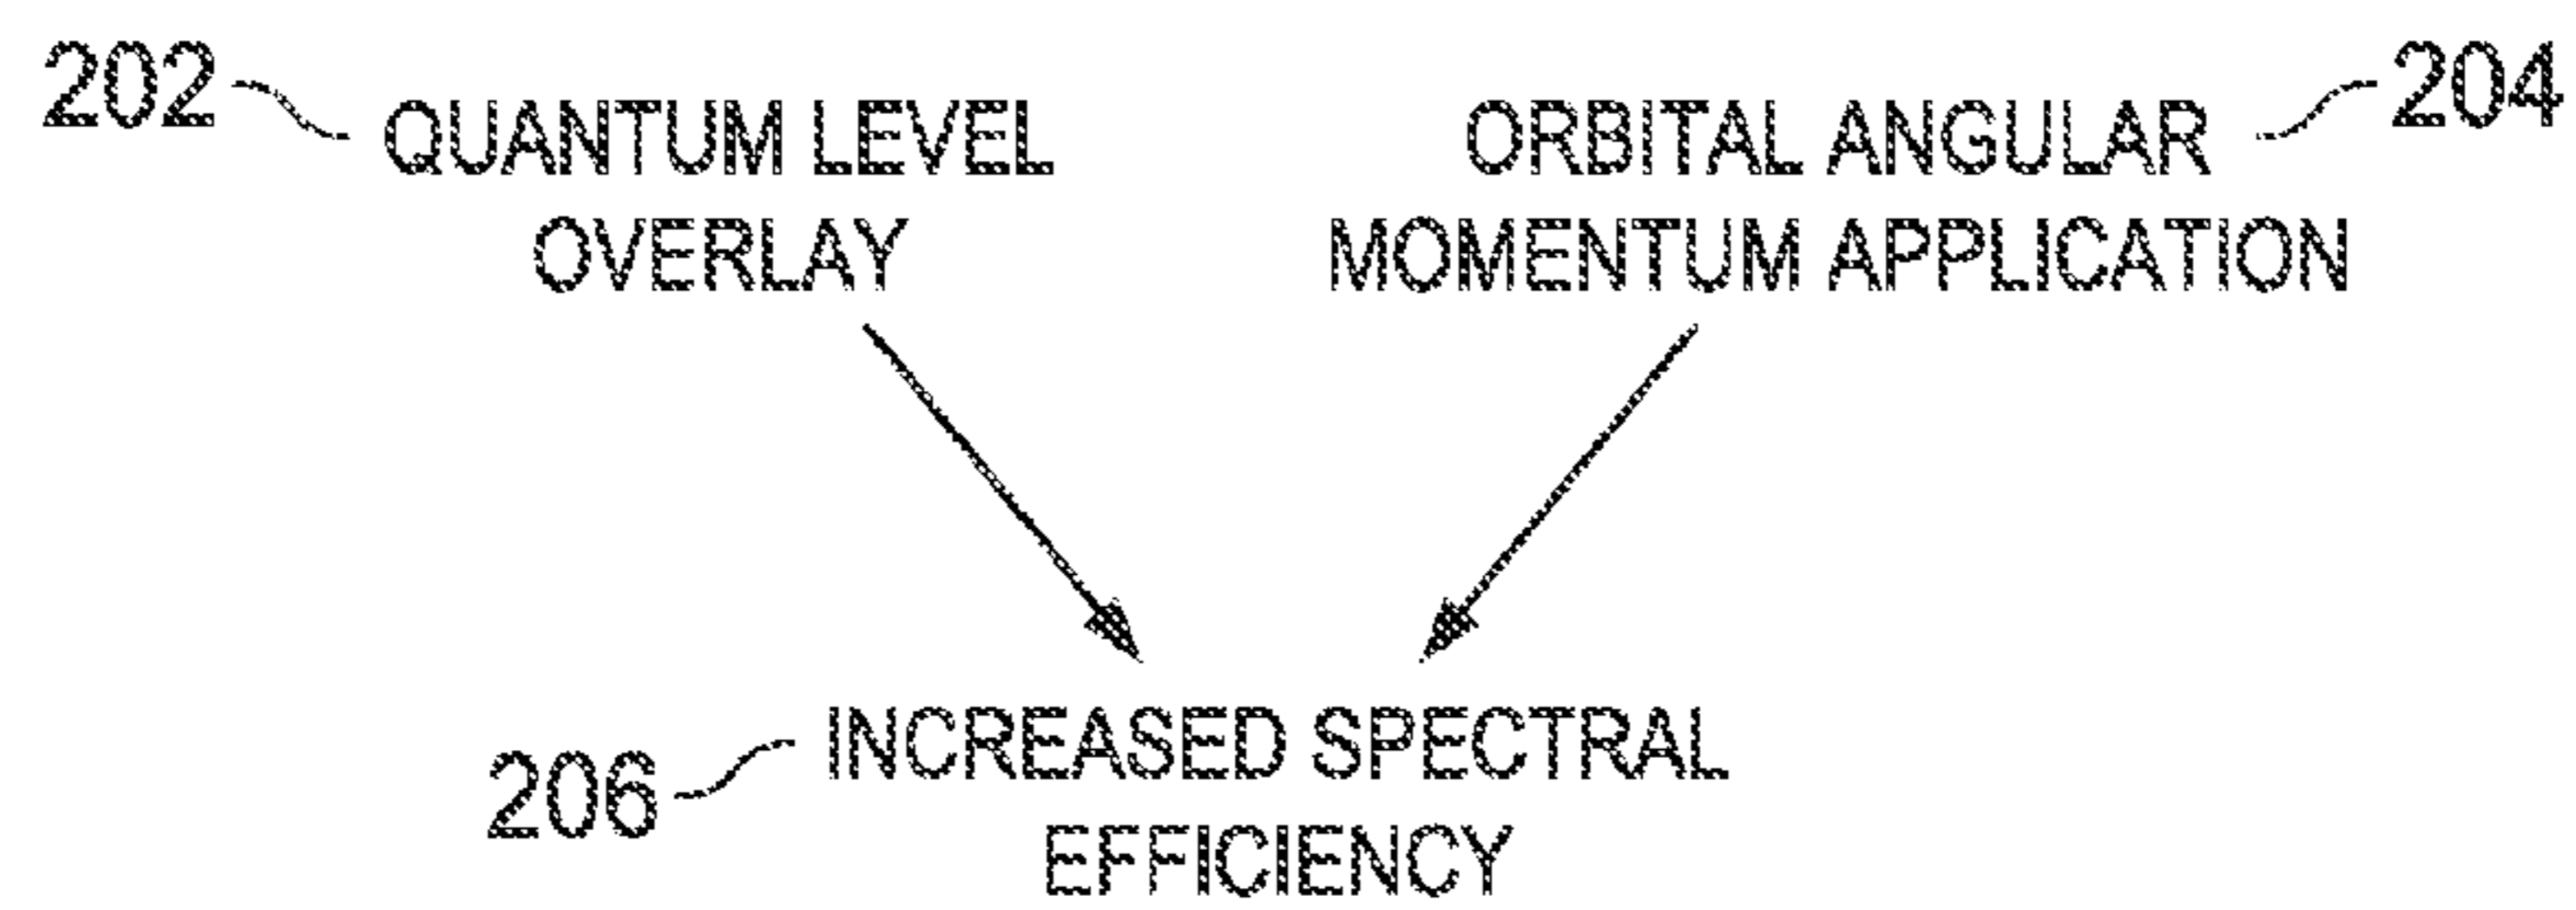 202
QUANTUM LEVEL
OVERLAY
204
ORBITAL ANGULAR
MOMENTUM APPLICATION
206
INCREASED SPECTRAL
EFFICIENCY